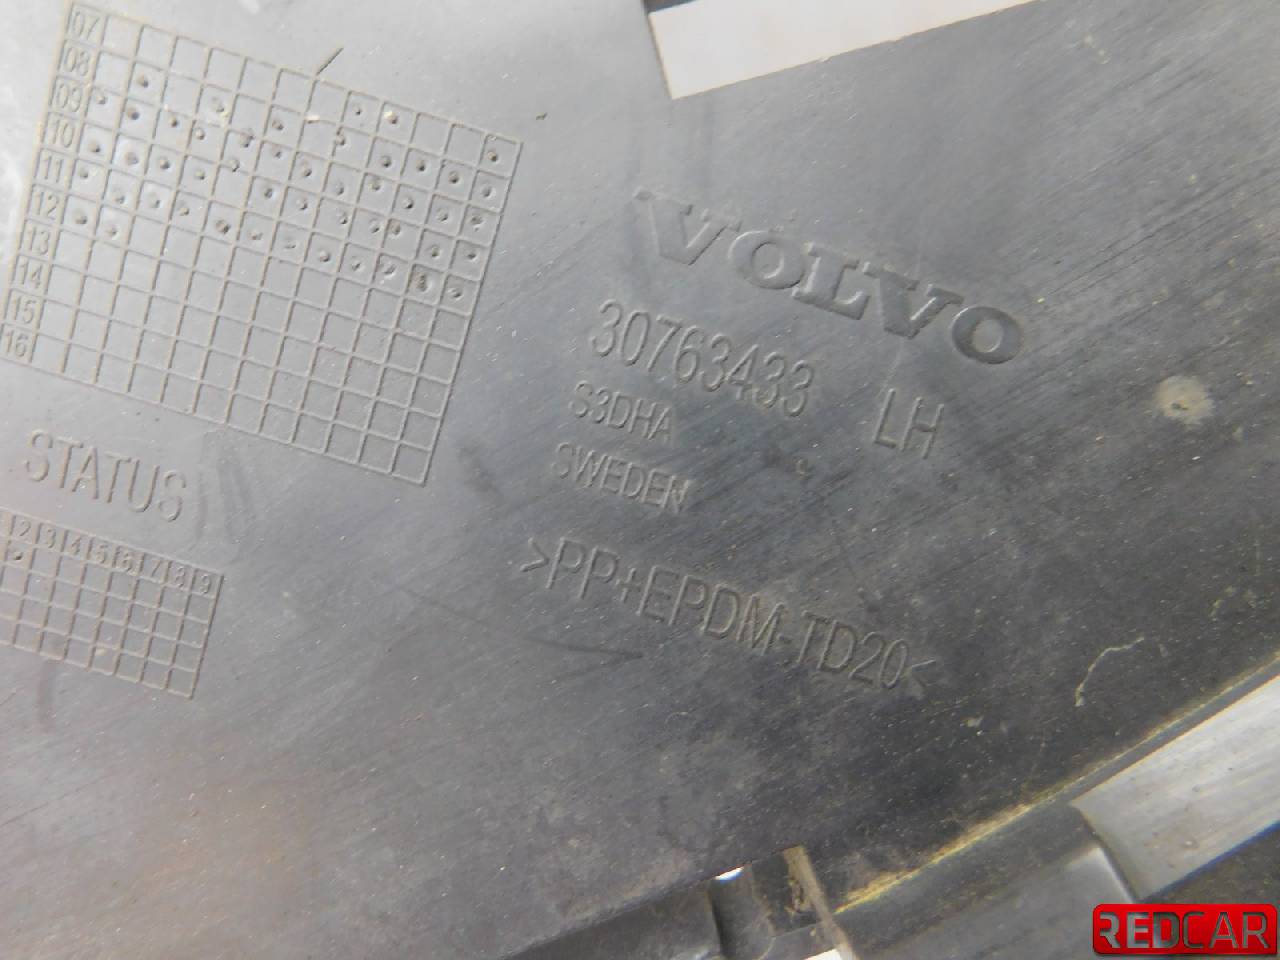 07
08
09
10
11
12
13
14
15
16
STATUS
2 3 4 5 6 7 8 9
VOLVO
30763433 LH
S3DHA
SWEDEN
>PP+EPDM-TD20<
REDCAR